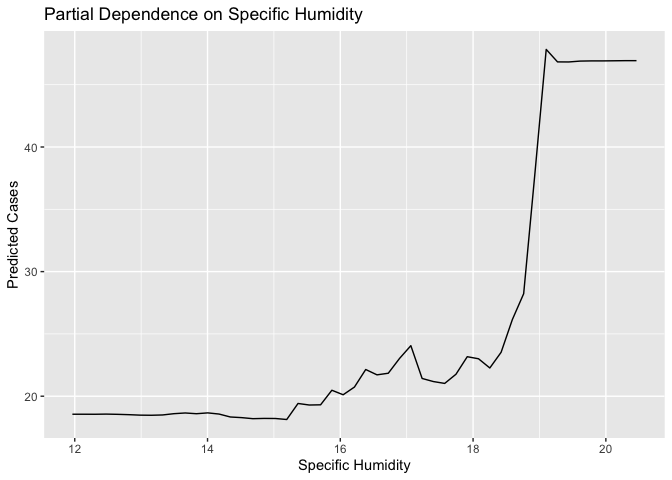 Partial Dependence on Specific Humidity
Predicted Cases
40
30
20
12 14 16 18 20
Specific Humidity